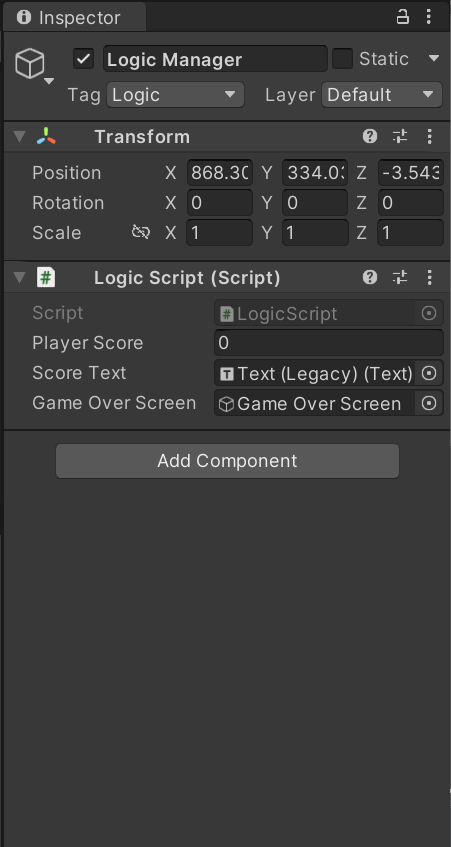 Inspector
Logic Manager Static
Tag Logic Layer Default
Transform
Position X 868.30 Y 334.03 Z -3.543
Rotation X 0 Y 0 Z 0
Scale X 1 Y 1 Z 1
# Logic Script (Script)
Script # LogicScript
Player Score 0
Score Text T Text (Legacy) (Text)
Game Over Screen Game Over Screen
Add Component